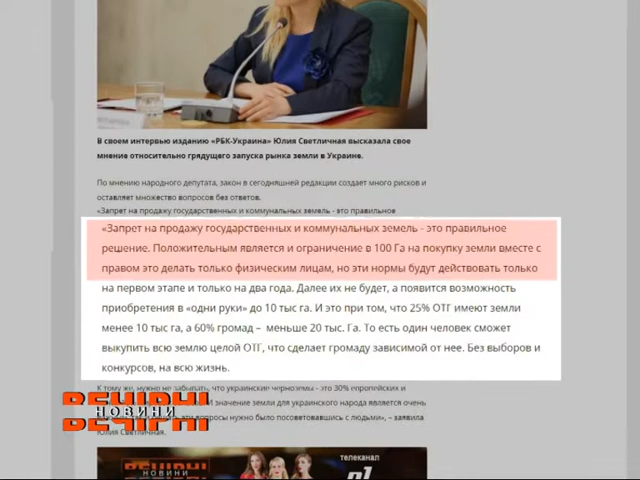 В своем интервью изданию «РБК-Украина» Юлия Светличная высказала свое
мнение относительно грядущего запуска рынка земли в Украине.
По мнению народного депутата, закон в сегодняшней редакции создает много рисков и
оставляет множество вопросов без ответов.
«Запрет на продажу государственных и коммунальных земель - это правильное
«Запрет на продажу государственных и коммунальных земель - это правильное
решение. Положительным является и ограничение в 100 Га на покупку земли вместе с
правом это делать только физическим лицам, но эти нормы будут действовать только
на первом этапе и только на два года. Далее их не будет, а появится возможность
приобретения в «одни руки» до 10 тыс га. И это при том, что 25% ОТГ имеют земли
менее 10 тыс га, а 60% громад – меньше 20 тыс. Га. То есть один человек сможет
выкупить всю землю целой ОТГ, что сделает громаду зависимой от нее. Без выборов и
конкурсов, на всю жизнь.
К тому же, нужно не забывать, что украинские черноземы - это 30% европейских и
И значение земли для украинского народа является очень
вопросы нужно было посоветовавшись с людьми», – заявила
Юлия Светличная.
ВЕЧІРНІ
НОВИНИ
ВЕЧІРНІ
ВЕЧІРНІ
НОВИНИ
телеканал